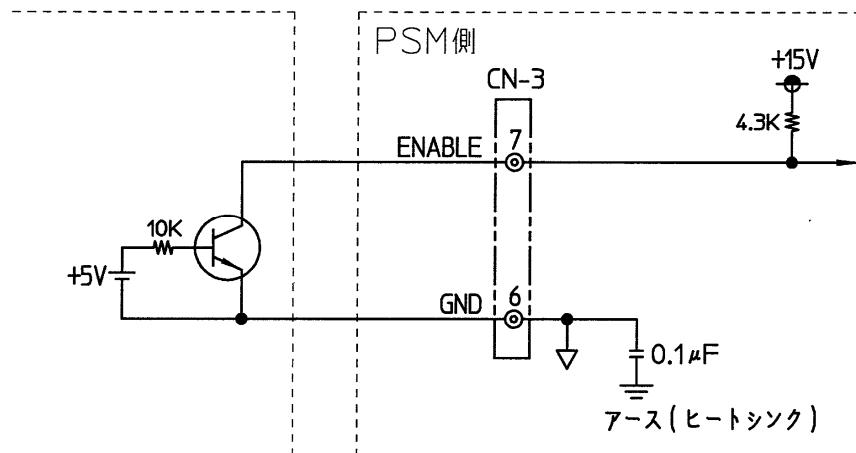 PSM側
+15V
CN-3
4.3K
ENABLE
7
10K
+5V
GND
6
0.1μF
アース(ヒートシンク)